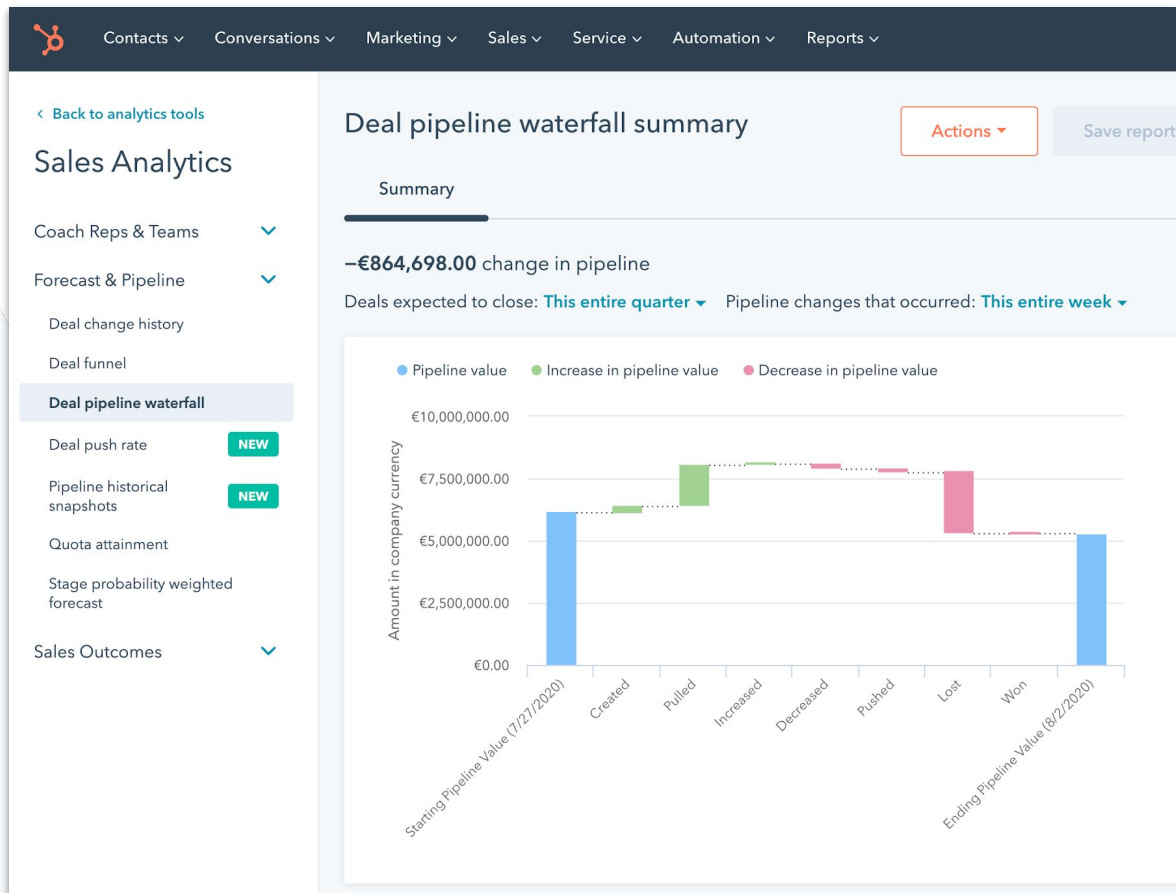 Contacts Conversations Marketing Sales Service Automation Reports
Back to analytics tools
Sales Analytics
Coach Reps & Teams
Forecast & Pipeline
Deal change history
Deal funnel
Deal pipeline waterfall
Deal push rate NEW
Pipeline historical
snapshots NEW
Quota attainment
Stage probability weighted
forecast
Sales Outcomes
Deal pipeline waterfall summary
Actions
Save report
Summary
–€864,698.00 change in pipeline
Deals expected to close: This entire quarter Pipeline changes that occurred: This entire week
Pipeline value Increase in pipeline value Decrease in pipeline value
Amount in company currency
€10,000,000.00
€7,500,000.00
€5,000,000.00
€2,500,000.00
€0.00
Starting Pipeline Value (7/27/2020)
Created
Pulled
Increased
Decreased
Pushed
Lost
Won
Ending Pipeline Value (8/2/2020)